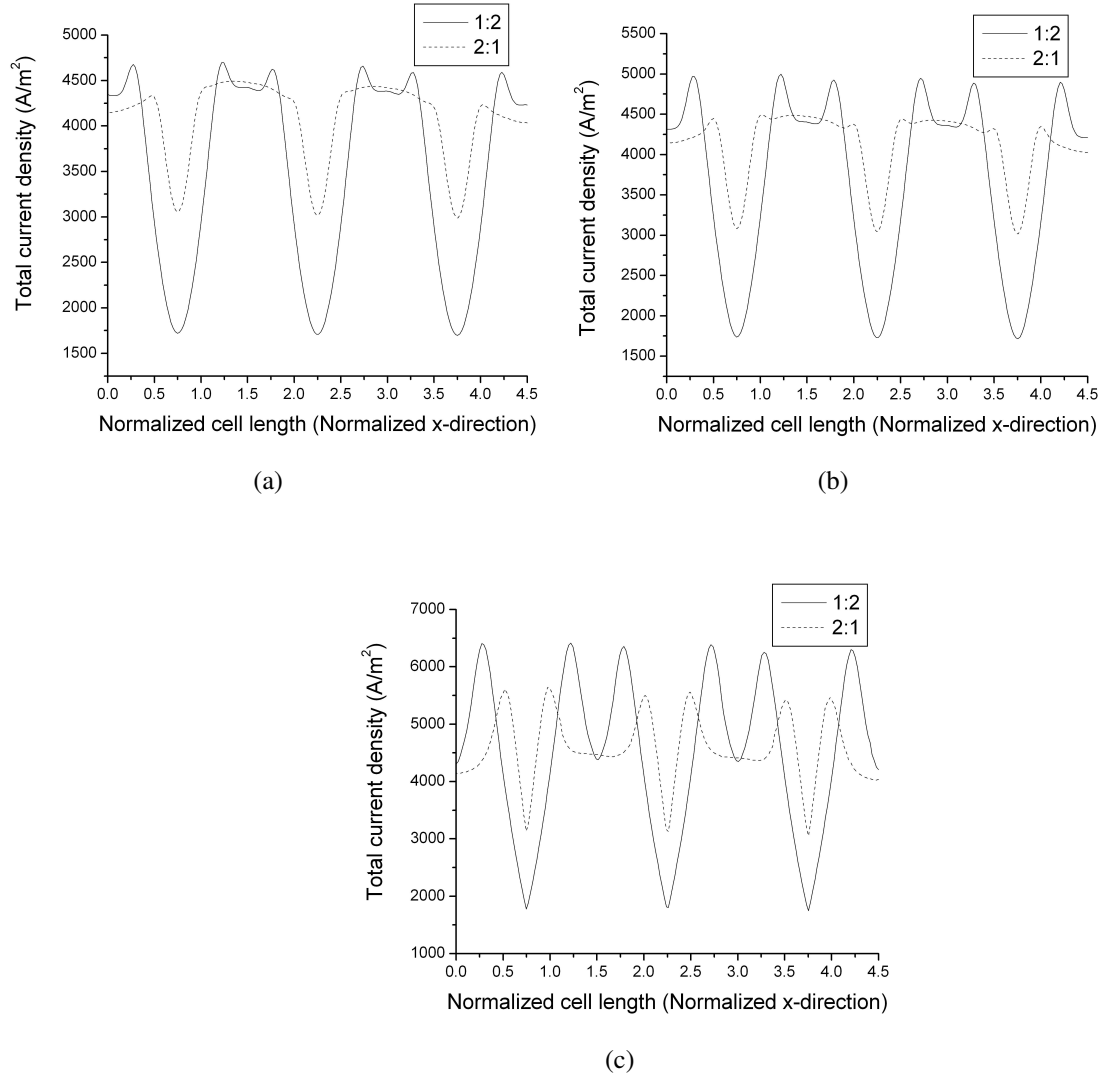 1:2
2:1
Total current density (A/m²)
5000
4500
4000
3500
3000
2500
2000
1500
0.0 0.5 1.0 1.5 2.0 2.5 3.0 3.5 4.0 4.5
Normalized cell length (Normalized x-direction)
(a)
1:2
2:1
Total current density (A/m²)
5500
5000
4500
4000
3500
3000
2500
2000
1500
0.0 0.5 1.0 1.5 2.0 2.5 3.0 3.5 4.0 4.5
Normalized cell length (Normalized x-direction)
(b)
1:2
2:1
Total current density (A/m²)
7000
6000
5000
4000
3000
2000
1000
0.0 0.5 1.0 1.5 2.0 2.5 3.0 3.5 4.0 4.5
Normalized cell length (Normalized x-direction)
(c)